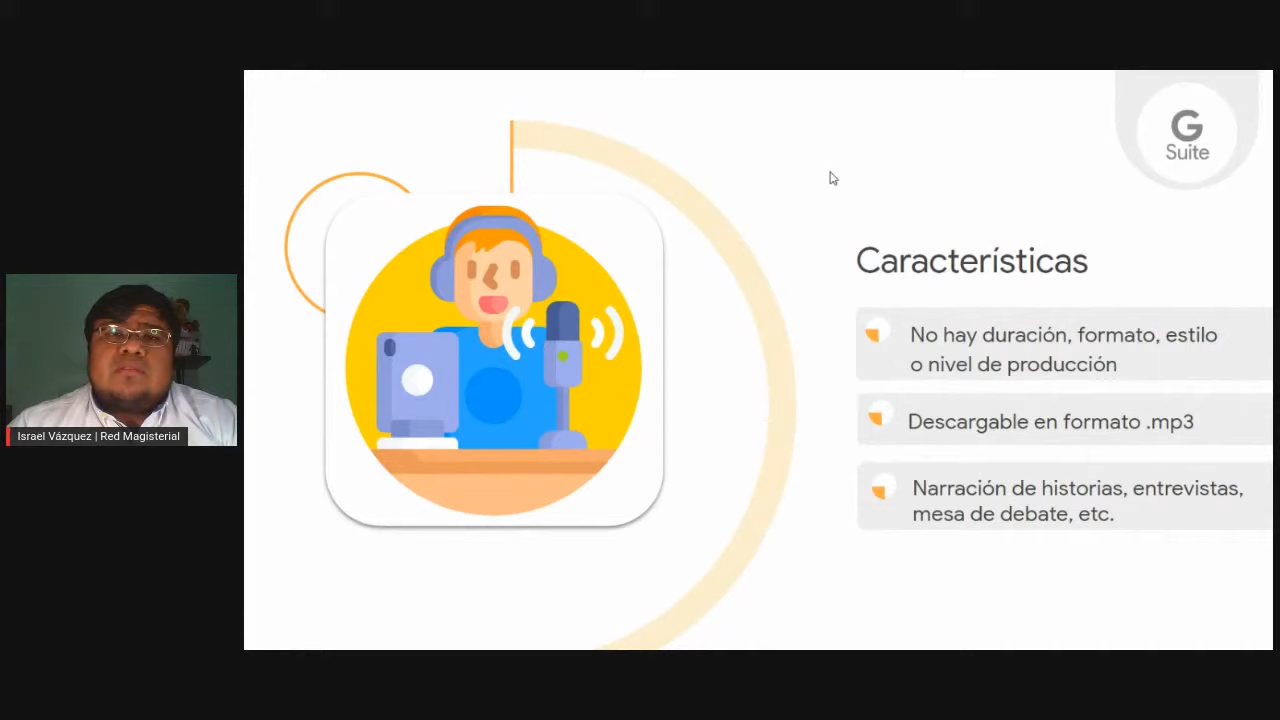 G
Suite
Características
No hay duración, formato, estilo
o nivel de producción
Descargable en formato .mp3
Narración de historias, entrevistas,
mesa de debate, etc.
Israel Vázquez | Red Magisterial